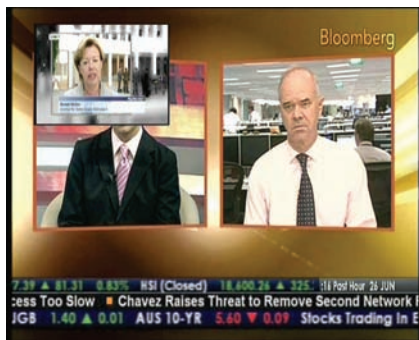 Bloomberg
7.39 ▲ 81.31 0.83% HSI (Closed) 18,600.26 ▲ 325. :16 Past Hour 26 JUN
cess Too Slow ■ Chavez Raises Threat to Remove Second Network F
JGB 1.40 ▲ 0.01 AUS 10-YR 5.60 ▼ 0.09 Stocks Trading In E